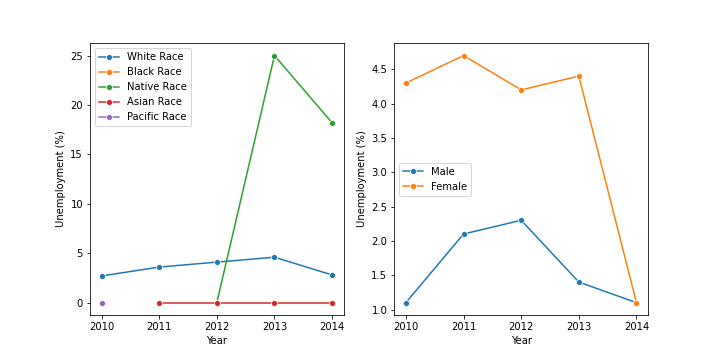 25
20
15
10
5
0
Unemployment (%)
White Race
Black Race
Native Race
Asian Race
Pacific Race
2010 2011 2012 2013 2014
Year
4.5
4.0
3.5
3.0
2.5
2.0
1.5
1.0
Unemployment (%)
Male
Female
2010 2011 2012 2013 2014
Year